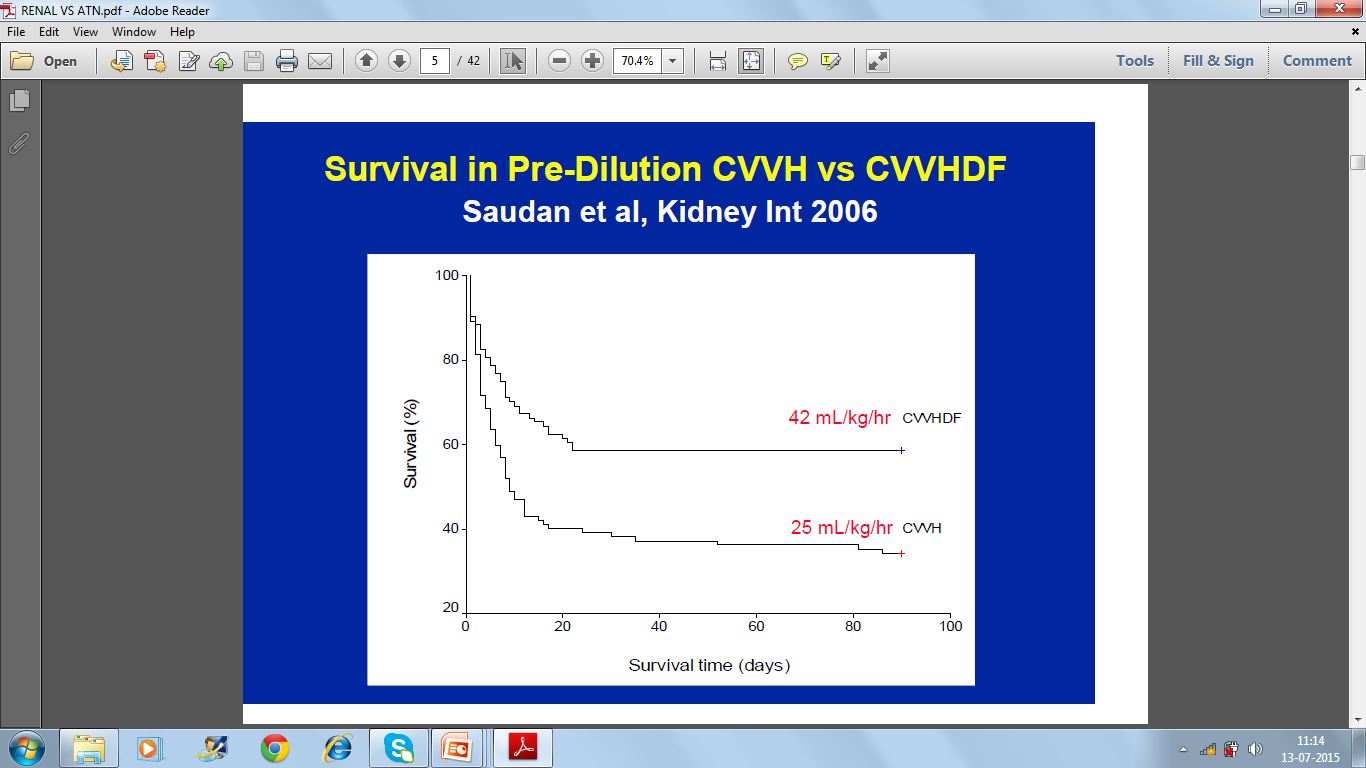 RENAL VS ATN.pdf - Adobe Reader
File Edit View Window Help
Open 5 / 42 70.4% Tools Fill & Sign Comment
Survival in Pre-Dilution CVVH vs CVVHDF
Saudan et al, Kidney Int 2006
100
80
60
40
20
Survival (%)
42 mL/kg/hr CVVHDF
25 mL/kg/hr CVVH
0 20 40 60 80 100
Survival time (days)
11:14
13-07-2015